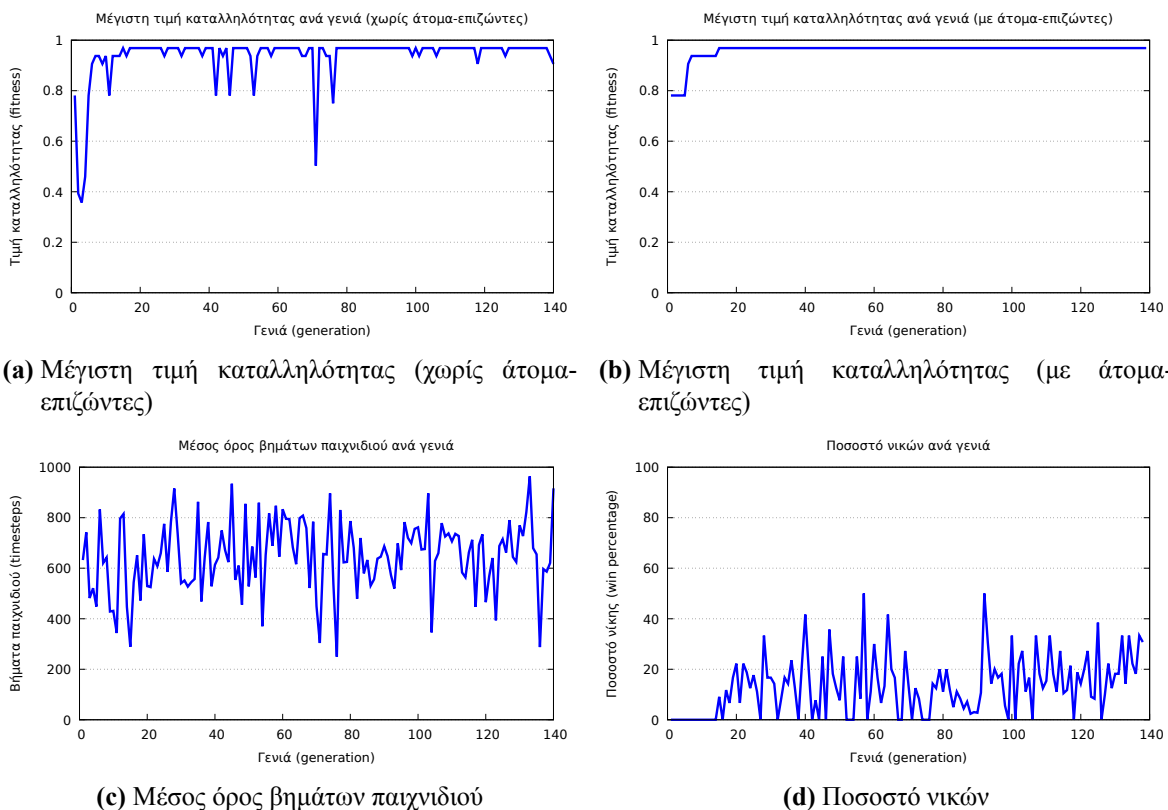 Μέγιστη τιμή καταλληλότητας ανά γενιά (χωρίς άτομα-επιζώντες)
Τιμή καταλληλότητας (fitness)
1
0.8
0.6
0.4
0.2
0
0 20 40 60 80 100 120 140
Γενιά (generation)
(a) Μέγιστη τιμή καταλληλότητας (χωρίς άτομα-
επιζώντες)
Μέγιστη τιμή καταλληλότητας ανά γενιά (με άτομα-επιζώντες)
Τιμή καταλληλότητας (fitness)
1
0.8
0.6
0.4
0.2
0
0 20 40 60 80 100 120 140
Γενιά (generation)
(b) Μέγιστη τιμή καταλληλότητας (με άτομα-
επιζώντες)
Μέσος όρος βημάτων παιχνιδιού ανά γενιά
Βήματα παιχνιδιού (timesteps)
1000
800
600
400
200
0
0 20 40 60 80 100 120 140
Γενιά (generation)
(c) Μέσος όρος βημάτων παιχνιδιού
Ποσοστό νικών ανά γενιά
Ποσοστό νίκης (win percentage)
100
80
60
40
20
0
0 20 40 60 80 100 120 140
Γενιά (generation)
(d) Ποσοστό νικών